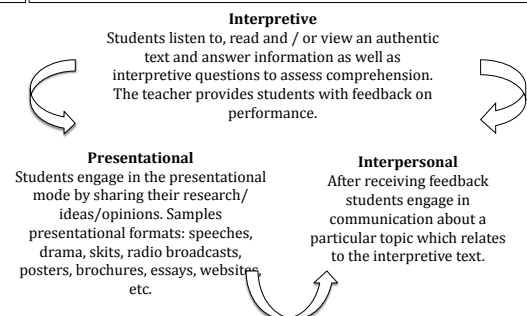 Interpretive
Students listen to, read and / or view an authentic
text and answer information as well as
interpretive questions to assess comprehension.
The teacher provides students with feedback on
performance.
Presentational
Students engage in the presentational
mode by sharing their research/
ideas/opinions. Samples
presentational formats: speeches,
drama, skits, radio broadcasts,
posters, brochures, essays, websites,
etc.
Interpersonal
After receiving feedback
students engage in
communication about a
particular topic which relates
to the interpretive text.